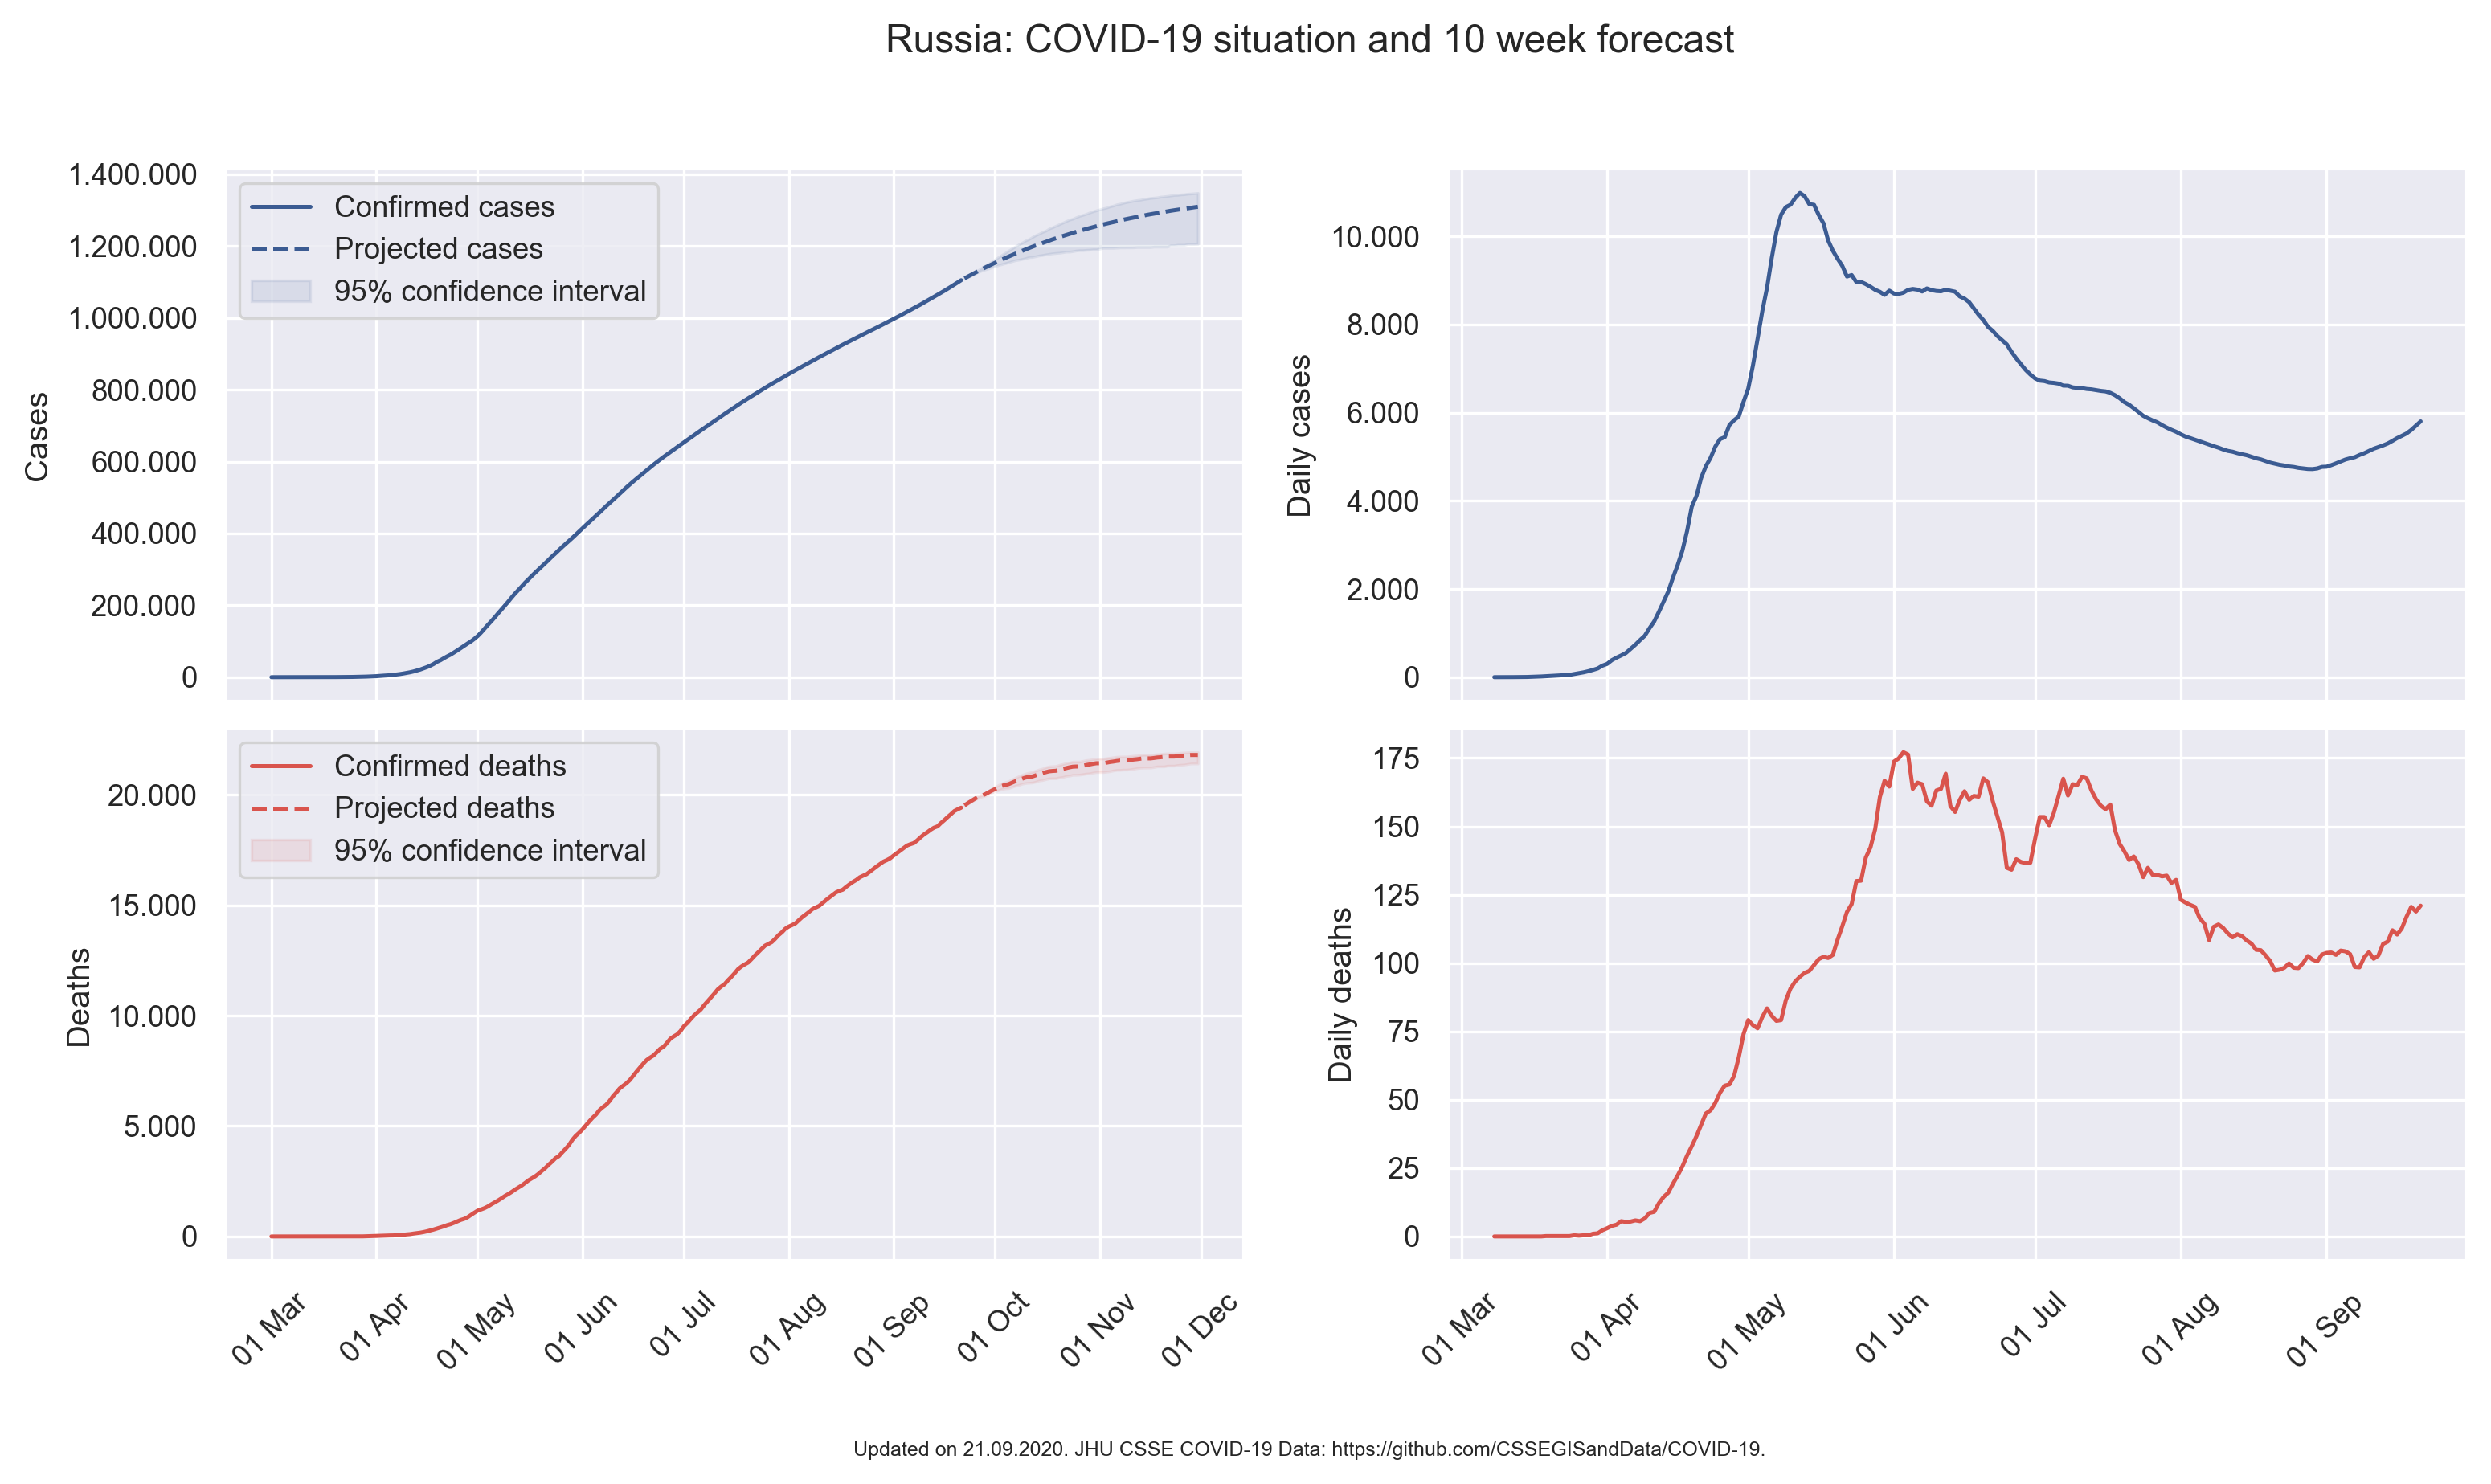 Russia: COVID-19 situation and 10 week forecast
1.400.000
1.200.000
1.000.000
800.000
600.000
400.000
200.000
0
Cases
Confirmed cases
Projected cases
95% confidence interval
10.000
8.000
6.000
4.000
2.000
0
Daily cases
20.000
15.000
10.000
5.000
0
Deaths
Confirmed deaths
Projected deaths
95% confidence interval
01 Mar
01 Apr
01 May
01 Jun
01 Jul
01 Aug
01 Sep
01 Oct
01 Nov
01 Dec
175
150
125
100
75
50
25
0
Daily deaths
01 Mar
01 Apr
01 May
01 Jun
01 Jul
01 Aug
01 Sep
Updated on 21.09.2020. JHU CSSE COVID-19 Data: https://github.com/CSSEGISandData/COVID-19.